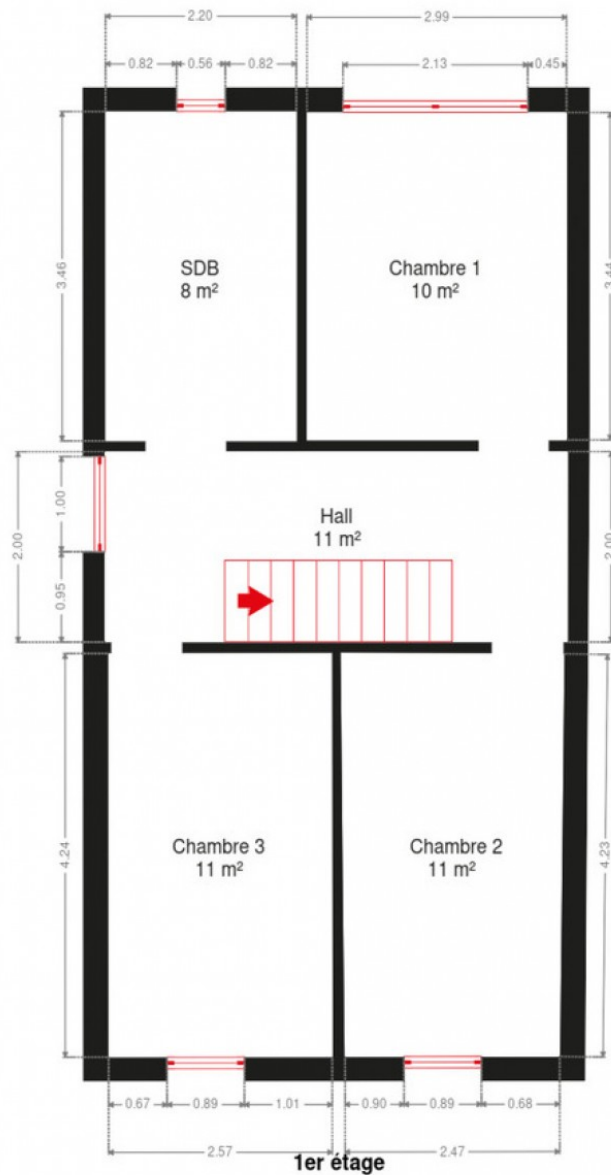 2.20
2.99
0.82
0.56
0.82
2.13
0.45
3.46
3.44
SDB
8 m²
Chambre 1
10 m²
2.00
1.00
0.95
Hall
11 m²
2.00
4.24
4.23
Chambre 3
11 m²
Chambre 2
11 m²
0.67
0.89
1.01
0.90
0.89
0.68
2.57
2.47
1er étage